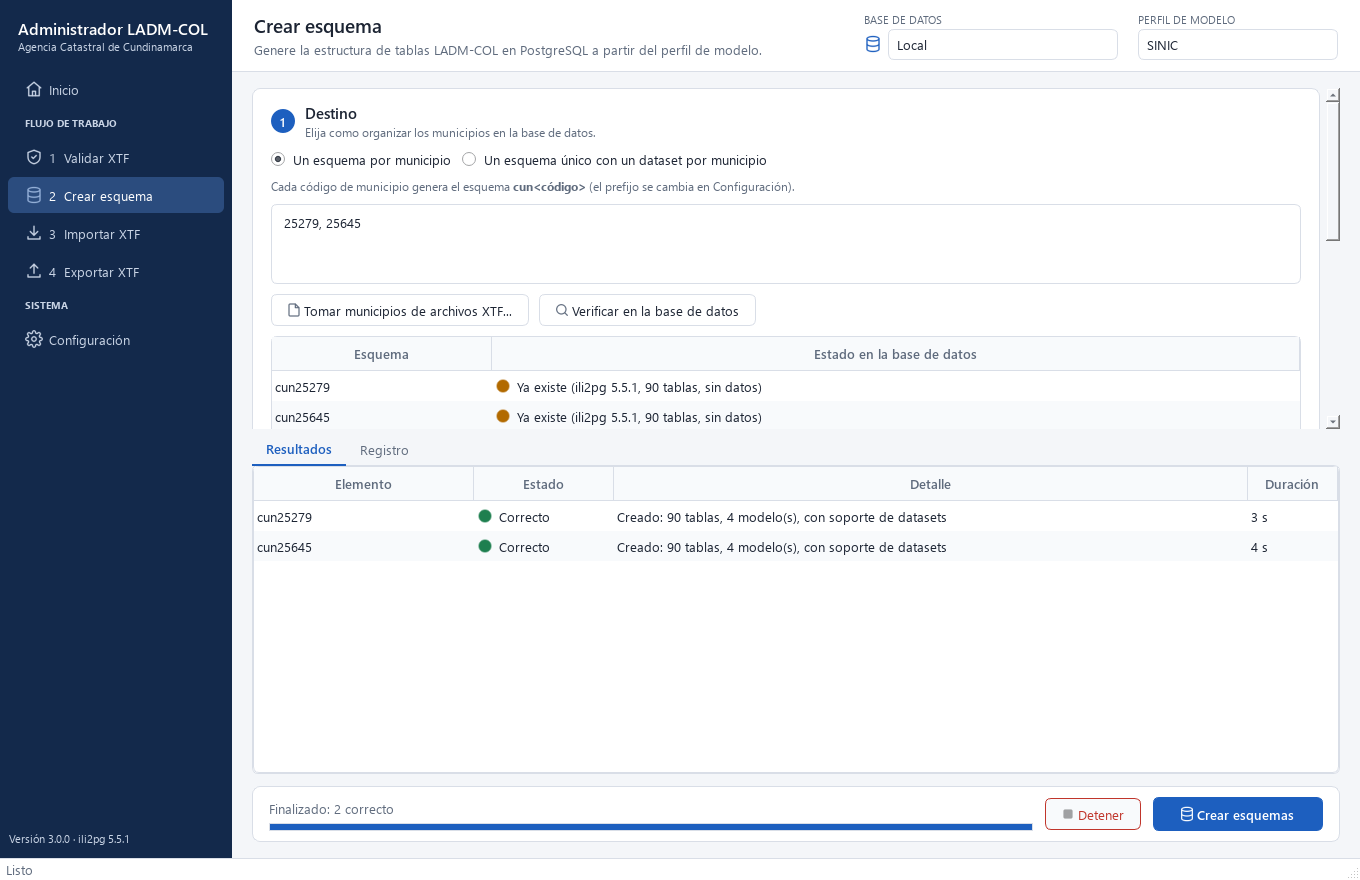 Administrador LADM-COL
Agencia Catastral de Cundinamarca
Inicio
FLUJO DE TRABAJO
1 Validar XTF
2 Crear esquema
3 Importar XTF
4 Exportar XTF
SISTEMA
Configuración
Versión 3.0.0 · ili2pg 5.5.1
Listo
Crear esquema
Genere la estructura de tablas LADM-COL en PostgreSQL a partir del perfil de modelo.
BASE DE DATOS
Local
PERFIL DE MODELO
SINIC
1
Destino
Elija como organizar los municipios en la base de datos.
Un esquema por municipio
Un esquema único con un dataset por municipio
Cada código de municipio genera el esquema cun<código> (el prefijo se cambia en Configuración).
25279, 25645
Tomar municipios de archivos XTF...
Verificar en la base de datos
Esquema Estado en la base de datos
cun25279 Ya existe (ili2pg 5.5.1, 90 tablas, sin datos)
cun25645 Ya existe (ili2pg 5.5.1, 90 tablas, sin datos)
Resultados Registro
Elemento Estado Detalle Duración
cun25279 Correcto Creado: 90 tablas, 4 modelo(s), con soporte de datasets 3 s
cun25645 Correcto Creado: 90 tablas, 4 modelo(s), con soporte de datasets 4 s
Finalizado: 2 correcto
Detener
Crear esquemas